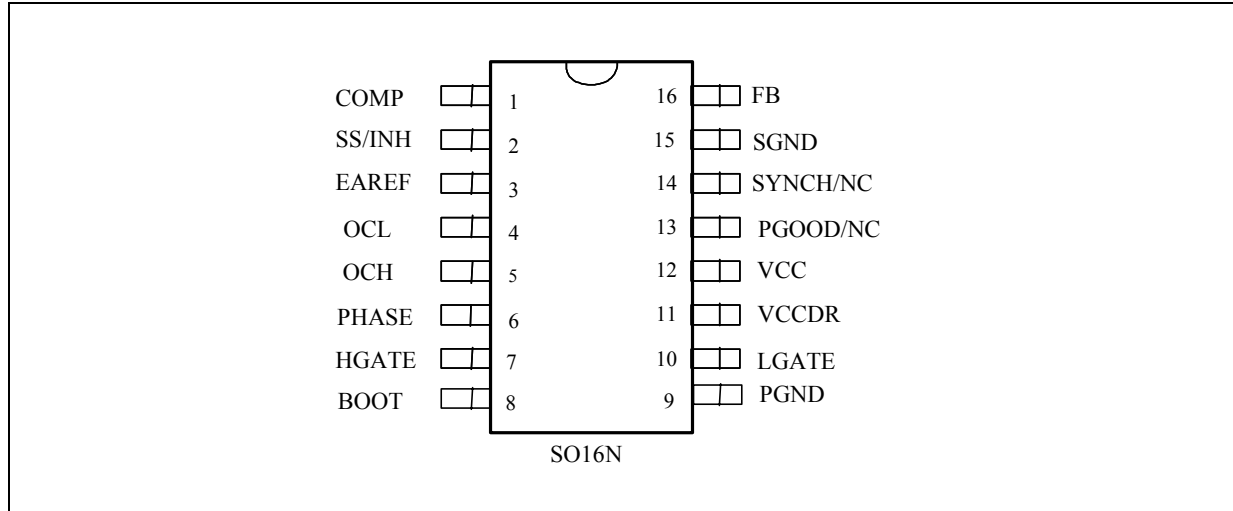 COMP 1 16 FB
SS/INH 2 15 SGND
EAREF 3 14 SYNCH/NC
OCL 4 13 PGOOD/NC
OCH 5 12 VCC
PHASE 6 11 VCCDR
HGATE 7 10 LGATE
BOOT 8 9 PGND
SO16N